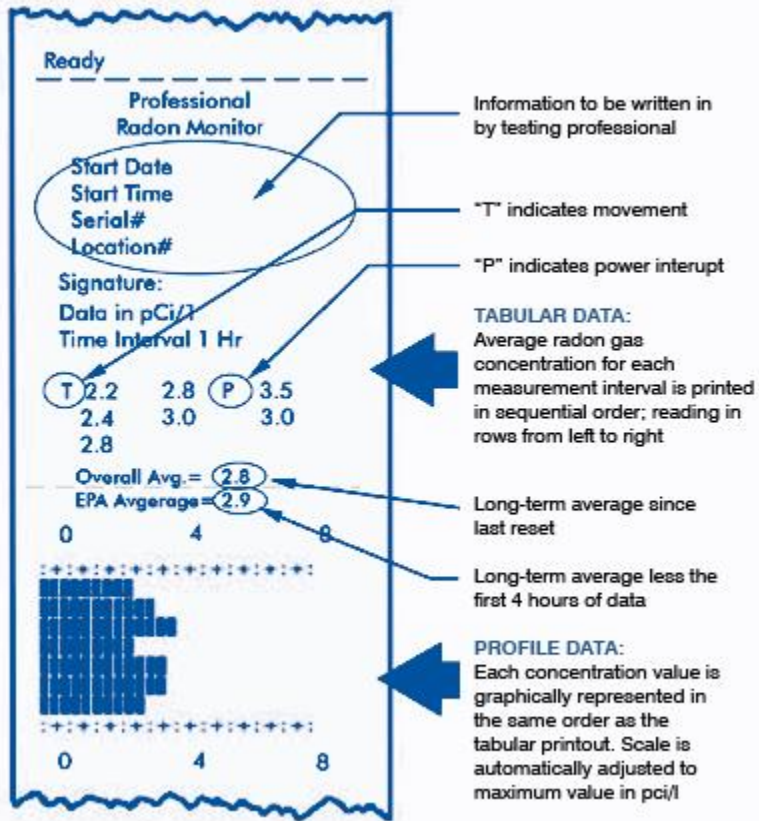 Ready
Professional
Radon Monitor
Start Date
Start Time
Serial#
Location#
Signature:
Data in pCi/1
Time Interval 1 Hr
T 2.2 2.8 P 3.5
2.4 3.0 3.0
2.8
Overall Avg.= 2.8
EPA Avgerage= 2.9
0 4 8
:+:+:+:+:+:+:+:
:+:+:+:+:+:+:+:
0 4 8
Information to be written in
by testing professional
"T" indicates movement
"P" indicates power interupt
TABULAR DATA:
Average radon gas
concentration for each
measurement interval is printed
in sequential order; reading in
rows from left to right
Long-term average since
last reset
Long-term average less the
first 4 hours of data
PROFILE DATA:
Each concentration value is
graphically represented in
the same order as the
tabular printout. Scale is
automatically adjusted to
maximum value in pci/l